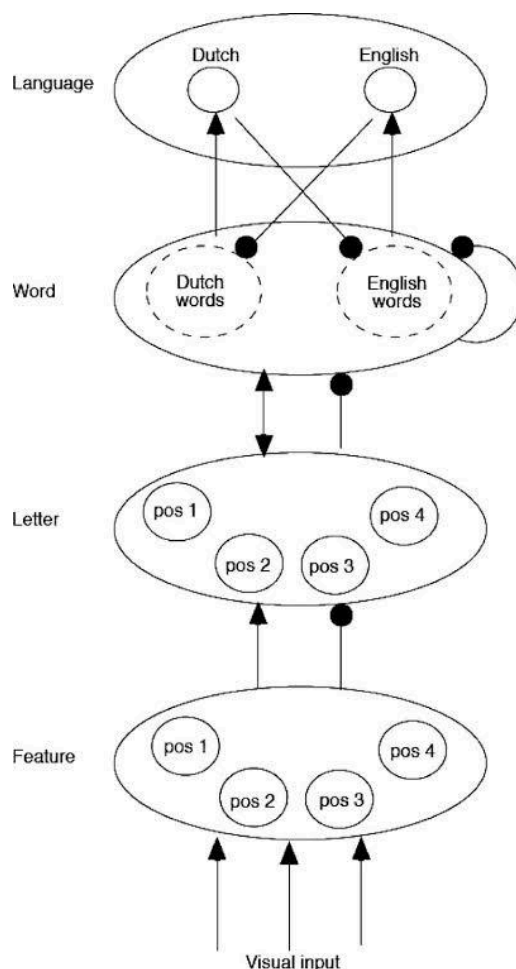 Dutch English
Language
Dutch
words
English
words
Word
pos 1
pos 4
Letter
pos 2
pos 3
pos 1
pos 4
Feature
pos 2
pos 3
Visual input